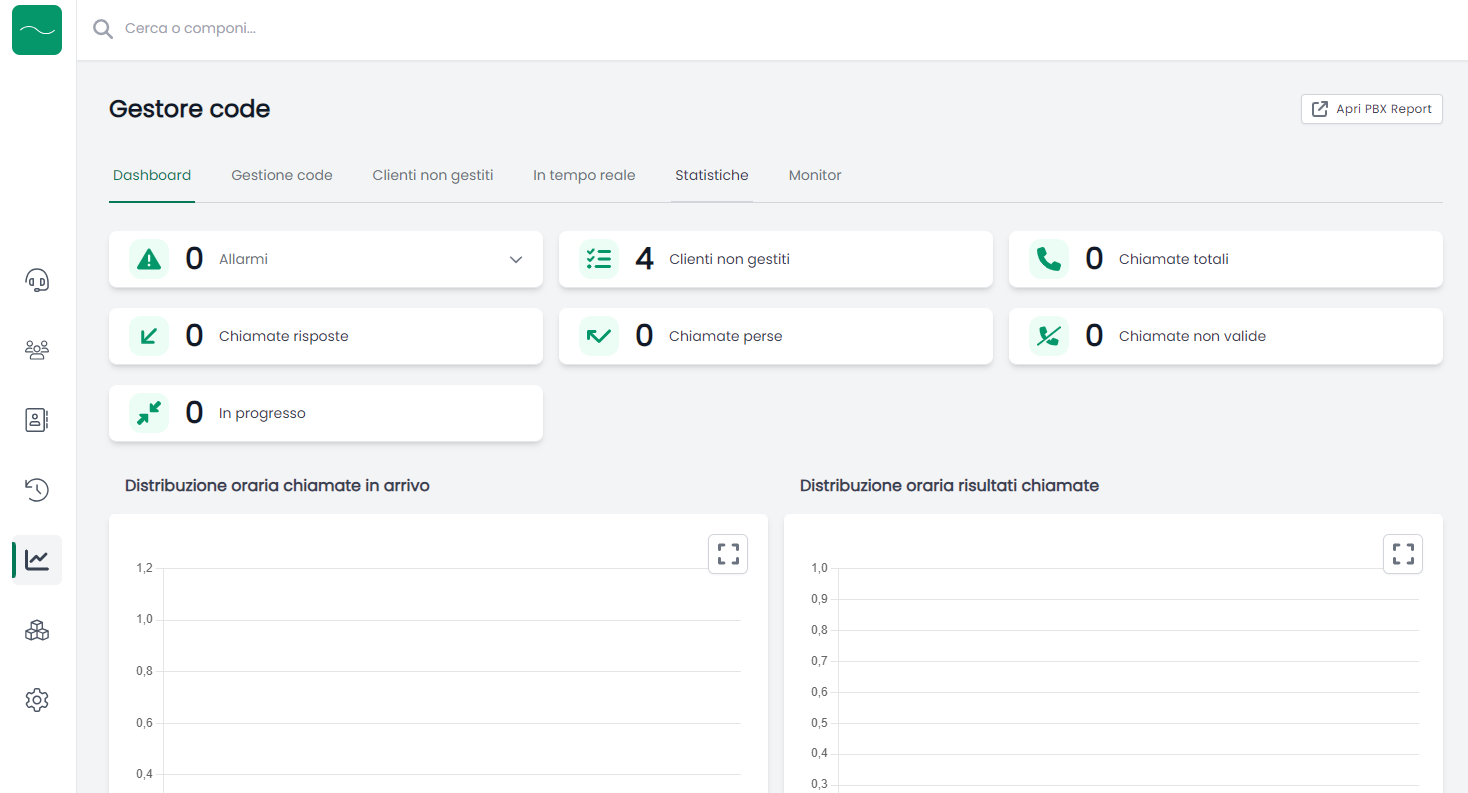 Cerca o componi...
Gestore code
Apri PBX Report
Dashboard Gestione code Clienti non gestiti In tempo reale Statistiche Monitor
0 Allarmi
4 Clienti non gestiti
0 Chiamate totali
0 Chiamate risposte
0 Chiamate perse
0 Chiamate non valide
0 In progresso
Distribuzione oraria chiamate in arrivo
1,2
1,0
0,8
0,6
0,4
Distribuzione oraria risultati chiamate
1,0
0,9
0,8
0,7
0,6
0,5
0,4
0,3